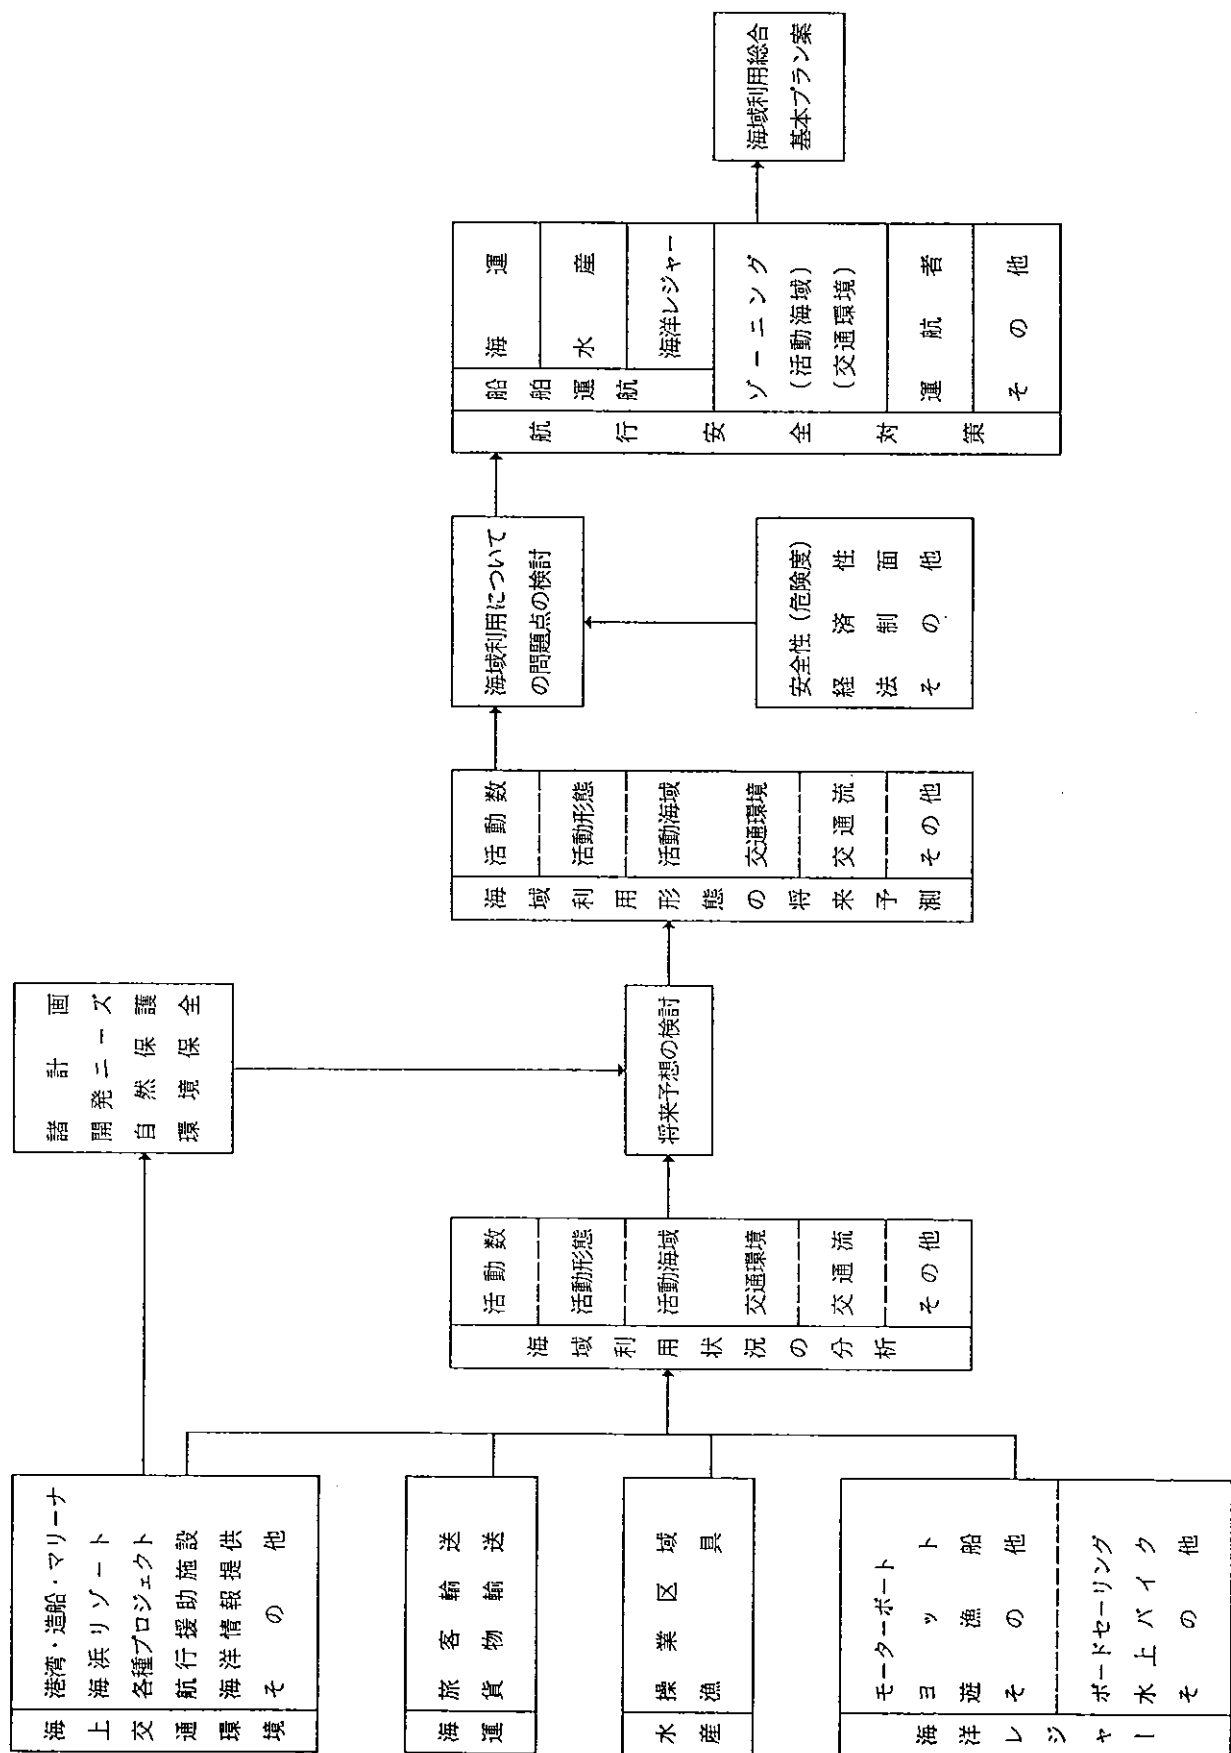 海上交通環境
港湾・造船・マリーナ
海浜リゾート
各種プロジェクト
航行援助施設
海洋情報提供
その他
海運
旅客輸送
貨物輸送
水産
操業区域
漁具
海洋レジャー
モーターボート
ヨット
遊漁船
その他
ボードセーリング
水上バイク
その他
諸計画
開発ニーズ
自然保護
環境保全
海域利用状況の分析
活動数
活動形態
活動海域
交通環境
交通流
その他
将来予想の検討
海域利用形態の将来予測
活動数
活動形態
活動海域
交通環境
交通流
その他
海域利用について
の問題点の検討
安全性(危険度)
経済性
法制面
その他
航行安全対策
船舶運航
海運
水産
海洋レジャー
ゾーニング
(活動海域)
(交通環境)
運航者
その他
海域利用総合
基本プラン案